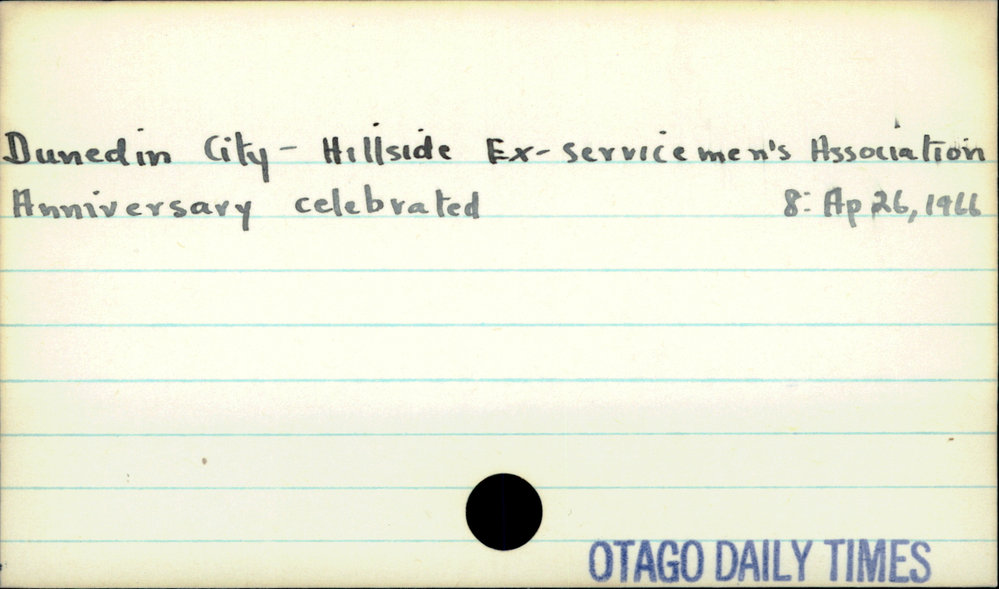 Dunedin City - Hillside Ex-servicemen's Association
Anniversary celebrated 8: Ap 26, 1966
OTAGO DAILY TIMES